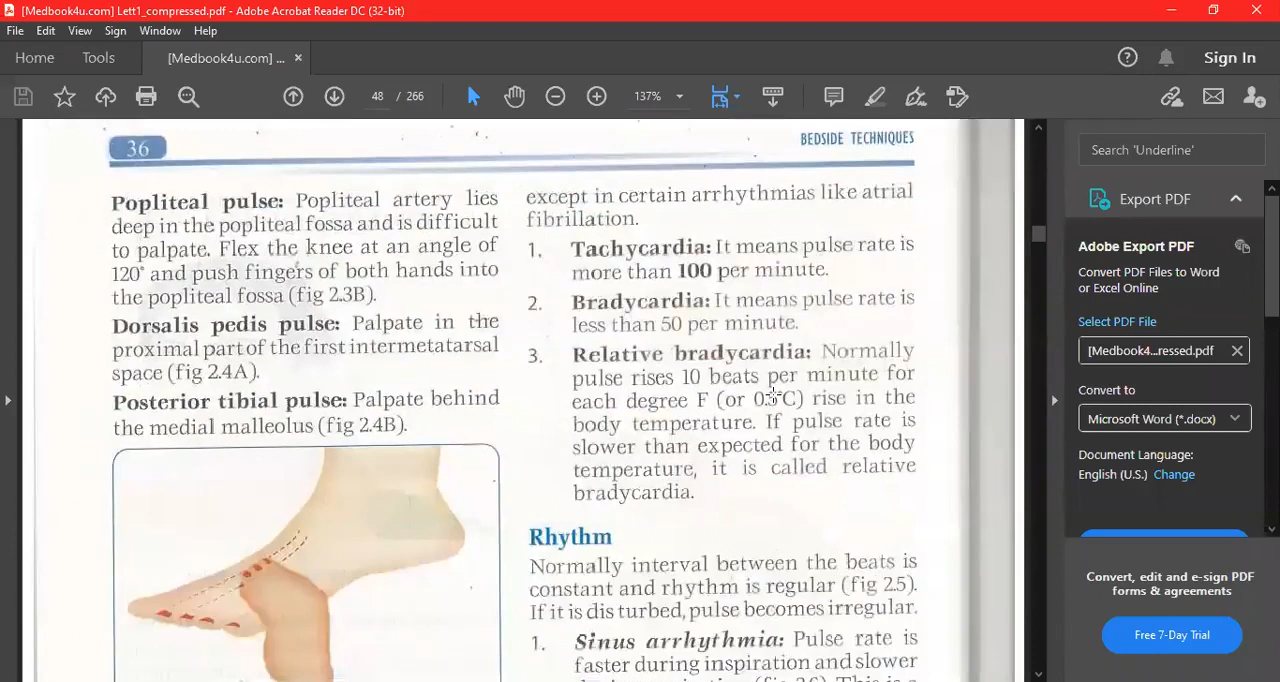 [Medbook4u.com] Lett1_compressed.pdf - Adobe Acrobat Reader DC (32-bit)
File Edit View Sign Window Help
Home Tools [Medbook4u.com] ... × Sign In
48 / 266 137%
36 BEDSIDE TECHNIQUES
Popliteal pulse: Popliteal artery lies
deep in the popliteal fossa and is difficult
to palpate. Flex the knee at an angle of
120° and push fingers of both hands into
the popliteal fossa (fig 2.3B).
Dorsalis pedis pulse: Palpate in the
proximal part of the first intermetatarsal
space (fig 2.4A).
Posterior tibial pulse: Palpate behind
the medial malleolus (fig 2.4B).
except in certain arrhythmias like atrial
fibrillation.
1. Tachycardia: It means pulse rate is
more than 100 per minute.
2. Bradycardia: It means pulse rate is
less than 50 per minute.
3. Relative bradycardia: Normally
pulse rises 10 beats per minute for
each degree F (or 0.5°C) rise in the
body temperature. If pulse rate is
slower than expected for the body
temperature, it is called relative
bradycardia.
Rhythm
Normally interval between the beats is
constant and rhythm is regular (fig 2.5).
If it is dis turbed, pulse becomes irregular.
1. Sinus arrhythmia: Pulse rate is
faster during inspiration and slower
Search 'Underline'
Export PDF
Adobe Export PDF
Convert PDF Files to Word
or Excel Online
Select PDF File
[Medbook4...ressed.pdf
Convert to
Microsoft Word (*.docx)
Document Language:
English (U.S.) Change
Convert, edit and e-sign PDF
forms & agreements
Free 7-Day Trial